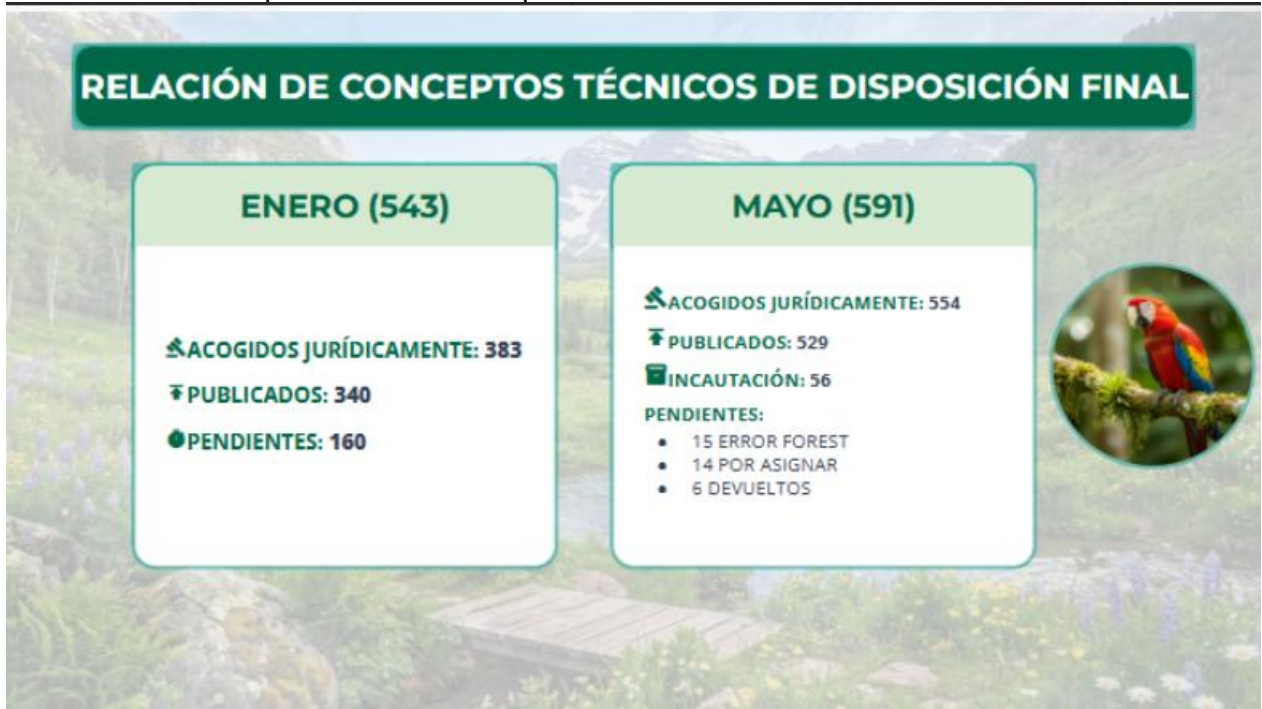 RELACIÓN DE CONCEPTOS TÉCNICOS DE DISPOSICIÓN FINAL
ENERO (543)
ACOGIDOS JURÍDICAMENTE: 383
PUBLICADOS: 340
PENDIENTES: 160
MAYO (591)
ACOGIDOS JURÍDICAMENTE: 554
PUBLICADOS: 529
INCAUTACIÓN: 56
PENDIENTES:
• 15 ERROR FOREST
• 14 POR ASIGNAR
• 6 DEVUELTOS